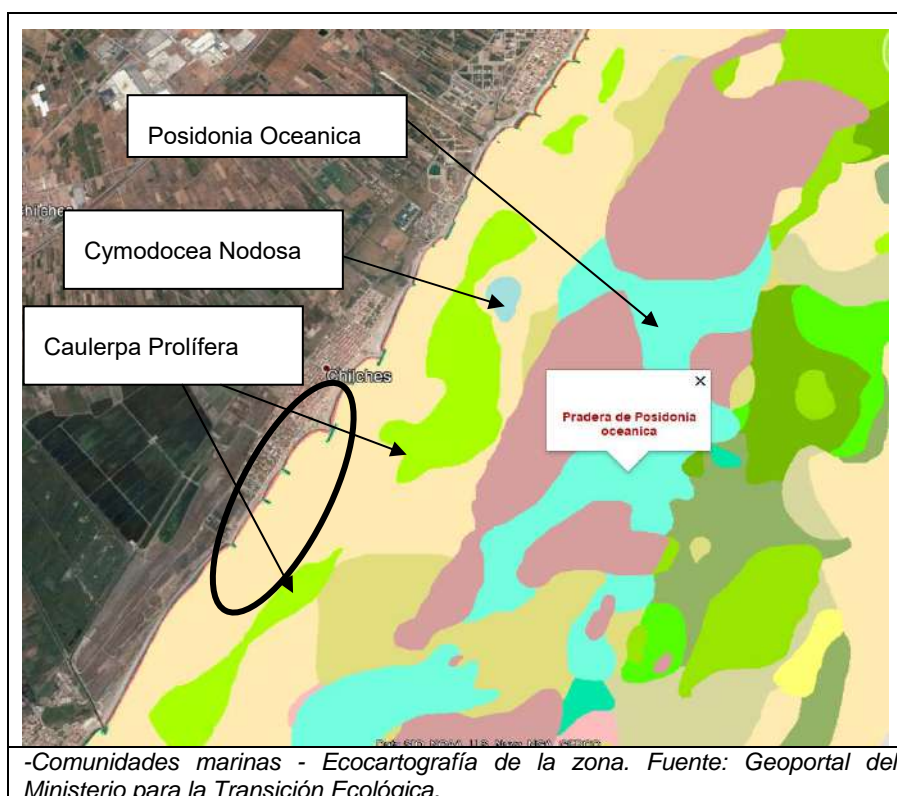 Posidonia Oceanica
Cymodocea Nodosa
Caulerpa Prolífera
Chilches
×
Pradera de Posidonia
oceanica
-Comunidades marinas - Ecocartografía de la zona. Fuente: Geoportal del
Ministerio para la Transición Ecológica.